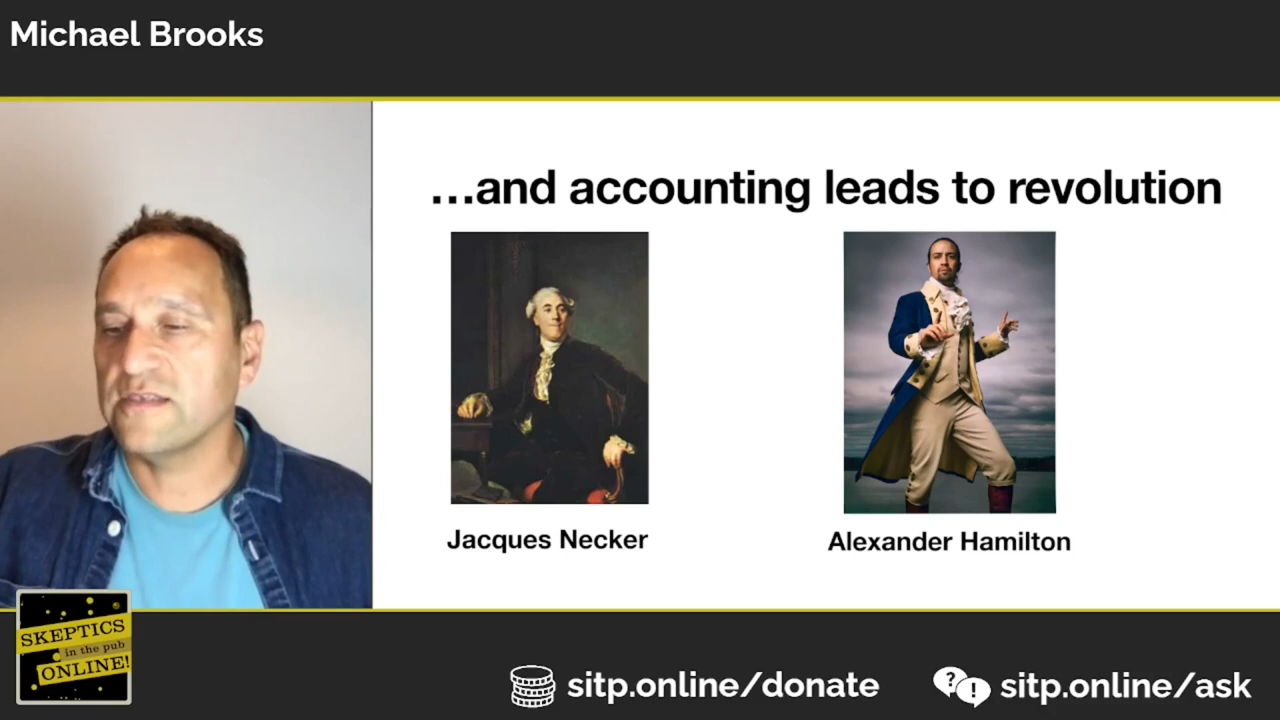 Michael Brooks
...and accounting leads to revolution
Jacques Necker
Alexander Hamilton
SKEPTICS
in the pub
ONLINE!
sitp.online/donate
? !
sitp.online/ask